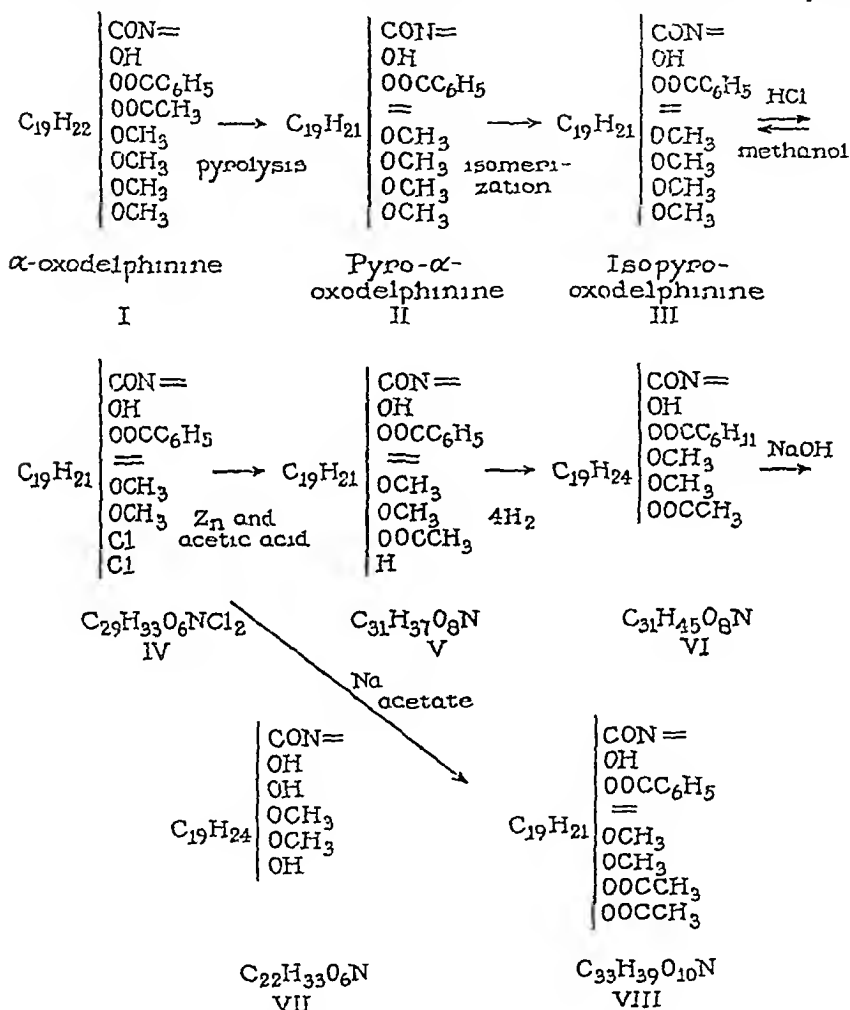 CON= CON= CON=
OH OH OH
OOCC₆H₅ OOCC₆H₅ OOCC₆H₅ HCl
C₁₉H₂₂ OOCCH₃ → C₁₉H₂₁ = → C₁₉H₂₁ = ⇌
OCH₃ OCH₃ OCH₃ methanol
OCH₃ pyrolysis OCH₃ isomeri- OCH₃
OCH₃ OCH₃ zation OCH₃
OCH₃ OCH₃ OCH₃
α-oxodelphinine Pyro-α- Isopyro-
oxodelphinine oxodelphinine
I II III
CON= CON= CON=
OH OH OH
OOCC₆H₅ OOCC₆H₅ OOCC₆H₁₁
C₁₉H₂₁ = → C₁₉H₂₁ = → C₁₉H₂₄ OCH₃ NaOH →
OCH₃ OCH₃ OCH₃
OCH₃ Zn and OCH₃ 4H₂ OOCCH₃
Cl acetic acid OOCCH₃
Cl H
C₂₉H₃₃O₆NCl₂ C₃₁H₃₇O₈N C₃₁H₄₅O₈N
IV V VI
Na
acetate
CON= CON=
OH OH
OH OOCC₆H₅
C₁₉H₂₄ OCH₃ C₁₉H₂₁ =
OCH₃ OCH₃
OH OCH₃
OOCCH₃
OOCCH₃
C₂₂H₃₃O₆N C₃₃H₃₉O₁₀N
VII VIII